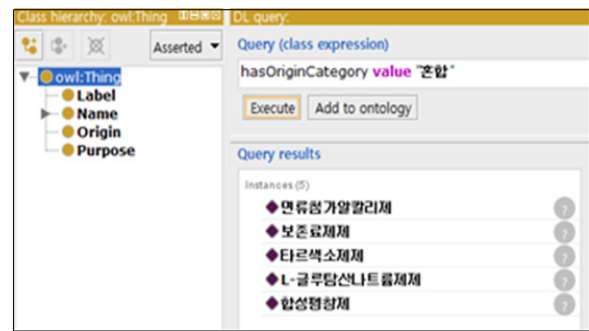 Class hierarchy: owl:Thing
Asserted
owl:Thing
Label
Name
Origin
Purpose
DL query:
Query (class expression)
hasOriginCategory value "혼합"
Execute
Add to ontology
Query results
Instances (5)
면류첨가알칼리제
보존료제제
타르색소제제
L-글루탐산나트륨제제
합성팽창제